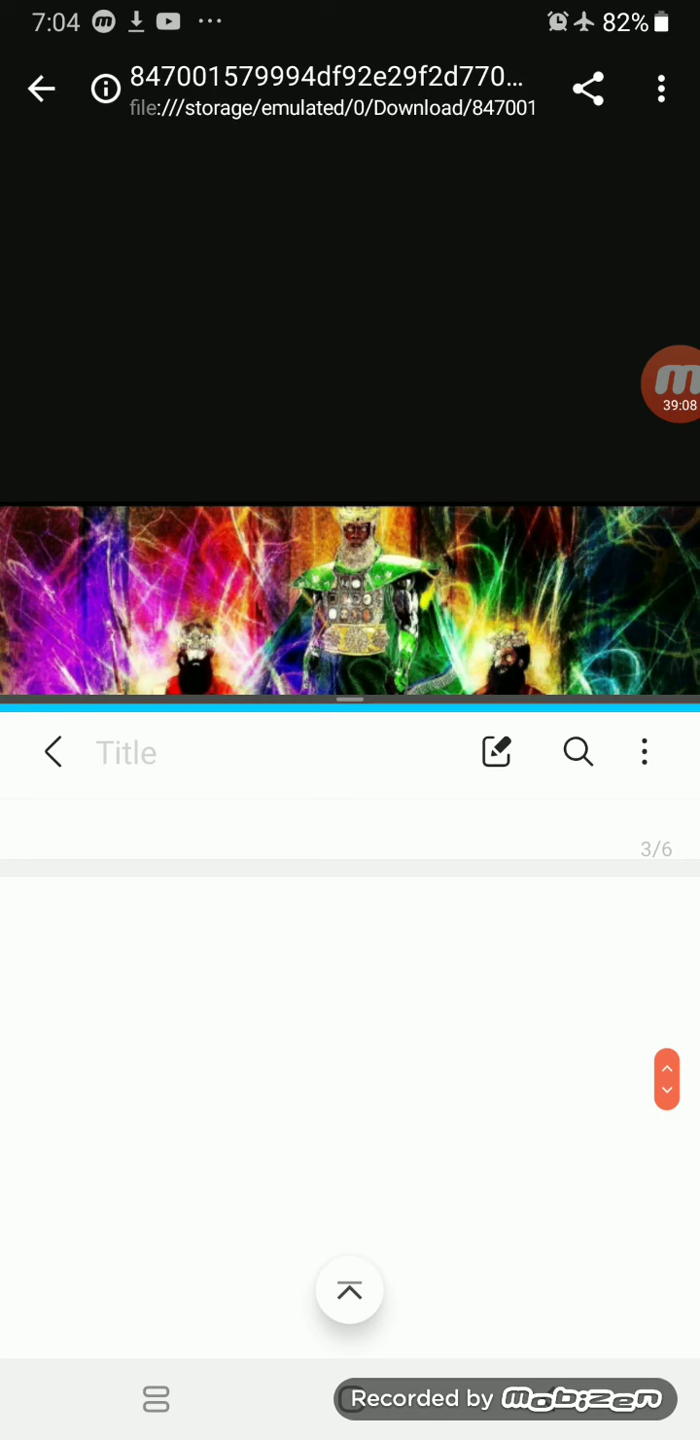 7:04 82%
847001579994df92e29f2d770...
file:///storage/emulated/0/Download/847001
39:08
Title
3/6
Recorded by mobizen